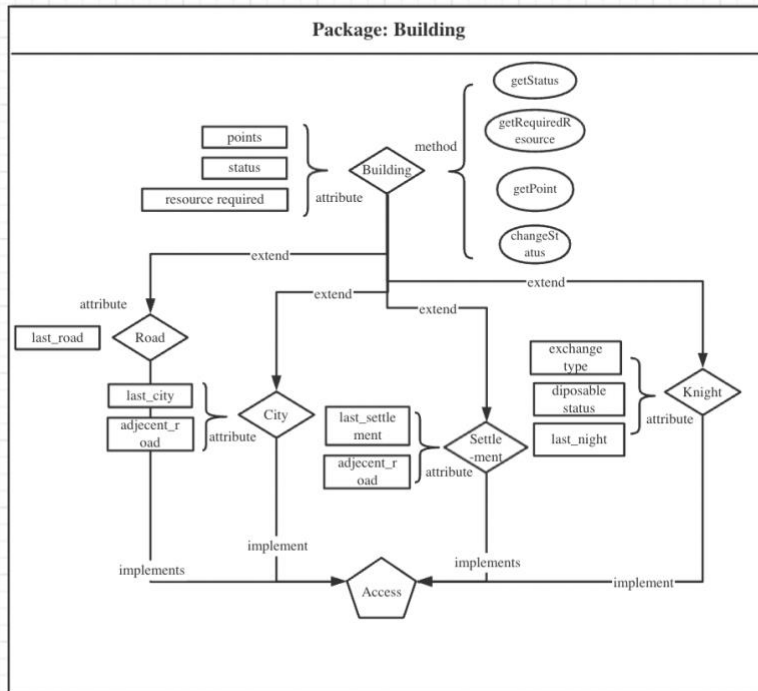 Package: Building
getStatus
getRequiredR
esource
getPoint
changeSt
atus
method
points
status
resource required
attribute
Building
extend
extend
extend
extend
attribute
last_road
Road
last_city
adjecent_r
oad
attribute
City
last_settle
ment
adjecent_r
oad
attribute
Settle
-ment
exchange
type
diposable
status
last_night
attribute
Knight
implements
implement
implements
implement
Access